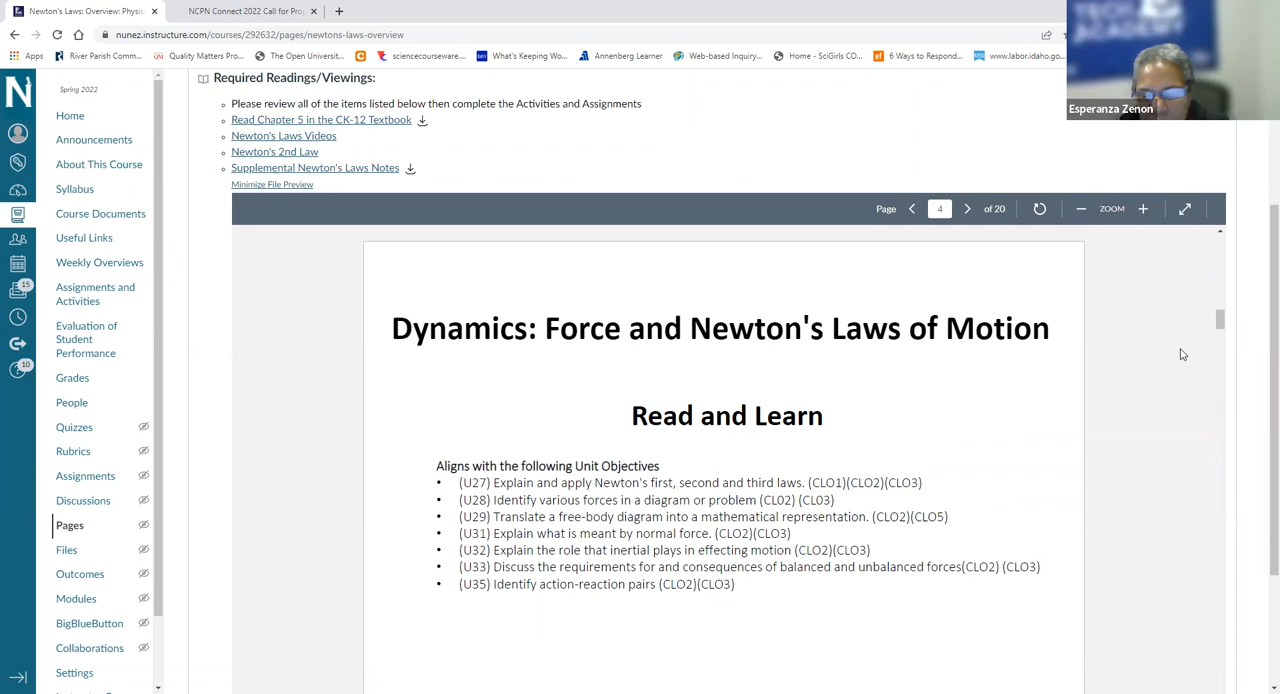 Newton's Laws: Overview: Physi
NCPN Connect 2022 Call for Pro
nunez.instructure.com/courses/292632/pages/newtons-laws-overview
Apps
River Parish Comm...
Quality Matters Pro...
The Open Universit...
sciencecourseware....
What's Keeping Wo...
Annenberg Learner
Web-based Inquiry...
Home - SciGirls CO...
6 Ways to Respond...
www.labor.idaho.go...
TECH
ACADEMY
Esperanza Zenon
N
15
10
Spring 2022
Home
Announcements
About This Course
Syllabus
Course Documents
Useful Links
Weekly Overviews
Assignments and
Activities
Evaluation of
Student
Performance
Grades
People
Quizzes
Rubrics
Assignments
Discussions
Pages
Files
Outcomes
Modules
BigBlueButton
Collaborations
Settings
Required Readings/Viewings:
Please review all of the items listed below then complete the Activities and Assignments
Read Chapter 5 in the CK-12 Textbook
Newton's Laws Videos
Newton's 2nd Law
Supplemental Newton's Laws Notes
Minimize File Preview
Page 4 of 20 ZOOM
Dynamics: Force and Newton's Laws of Motion
Read and Learn
Aligns with the following Unit Objectives
• (U27) Explain and apply Newton's first, second and third laws. (CLO1)(CLO2)(CLO3)
• (U28) Identify various forces in a diagram or problem (CL02) (CL03)
• (U29) Translate a free-body diagram into a mathematical representation. (CLO2)(CLO5)
• (U31) Explain what is meant by normal force. (CLO2)(CLO3)
• (U32) Explain the role that inertial plays in effecting motion (CLO2)(CLO3)
• (U33) Discuss the requirements for and consequences of balanced and unbalanced forces(CLO2) (CLO3)
• (U35) Identify action-reaction pairs (CLO2)(CLO3)